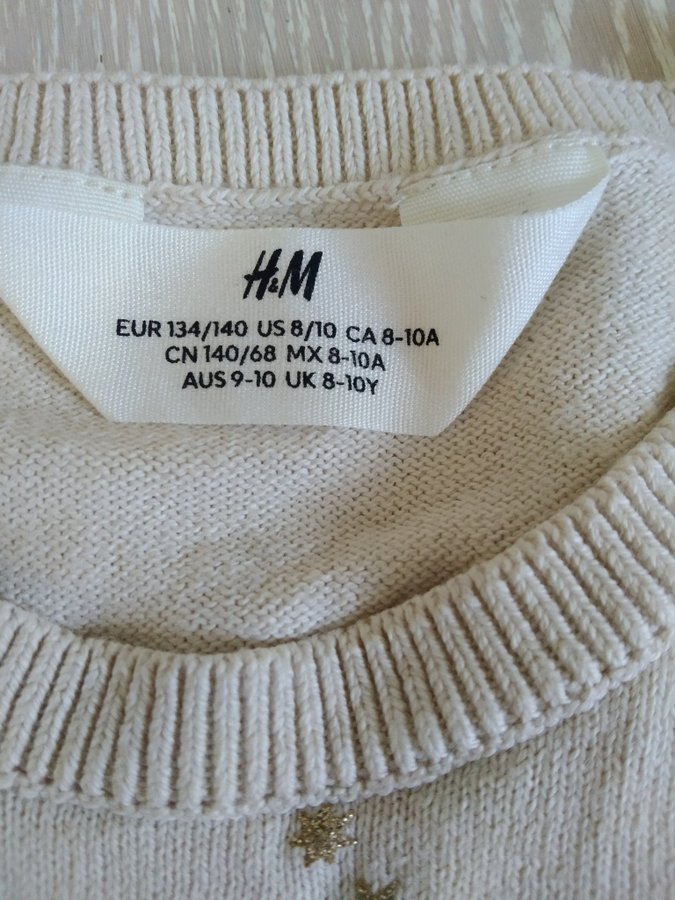 H&M
EUR 134/140 US 8/10 CA 8-10A
CN 140/68 MX 8-10A
AUS 9-10 UK 8-10Y